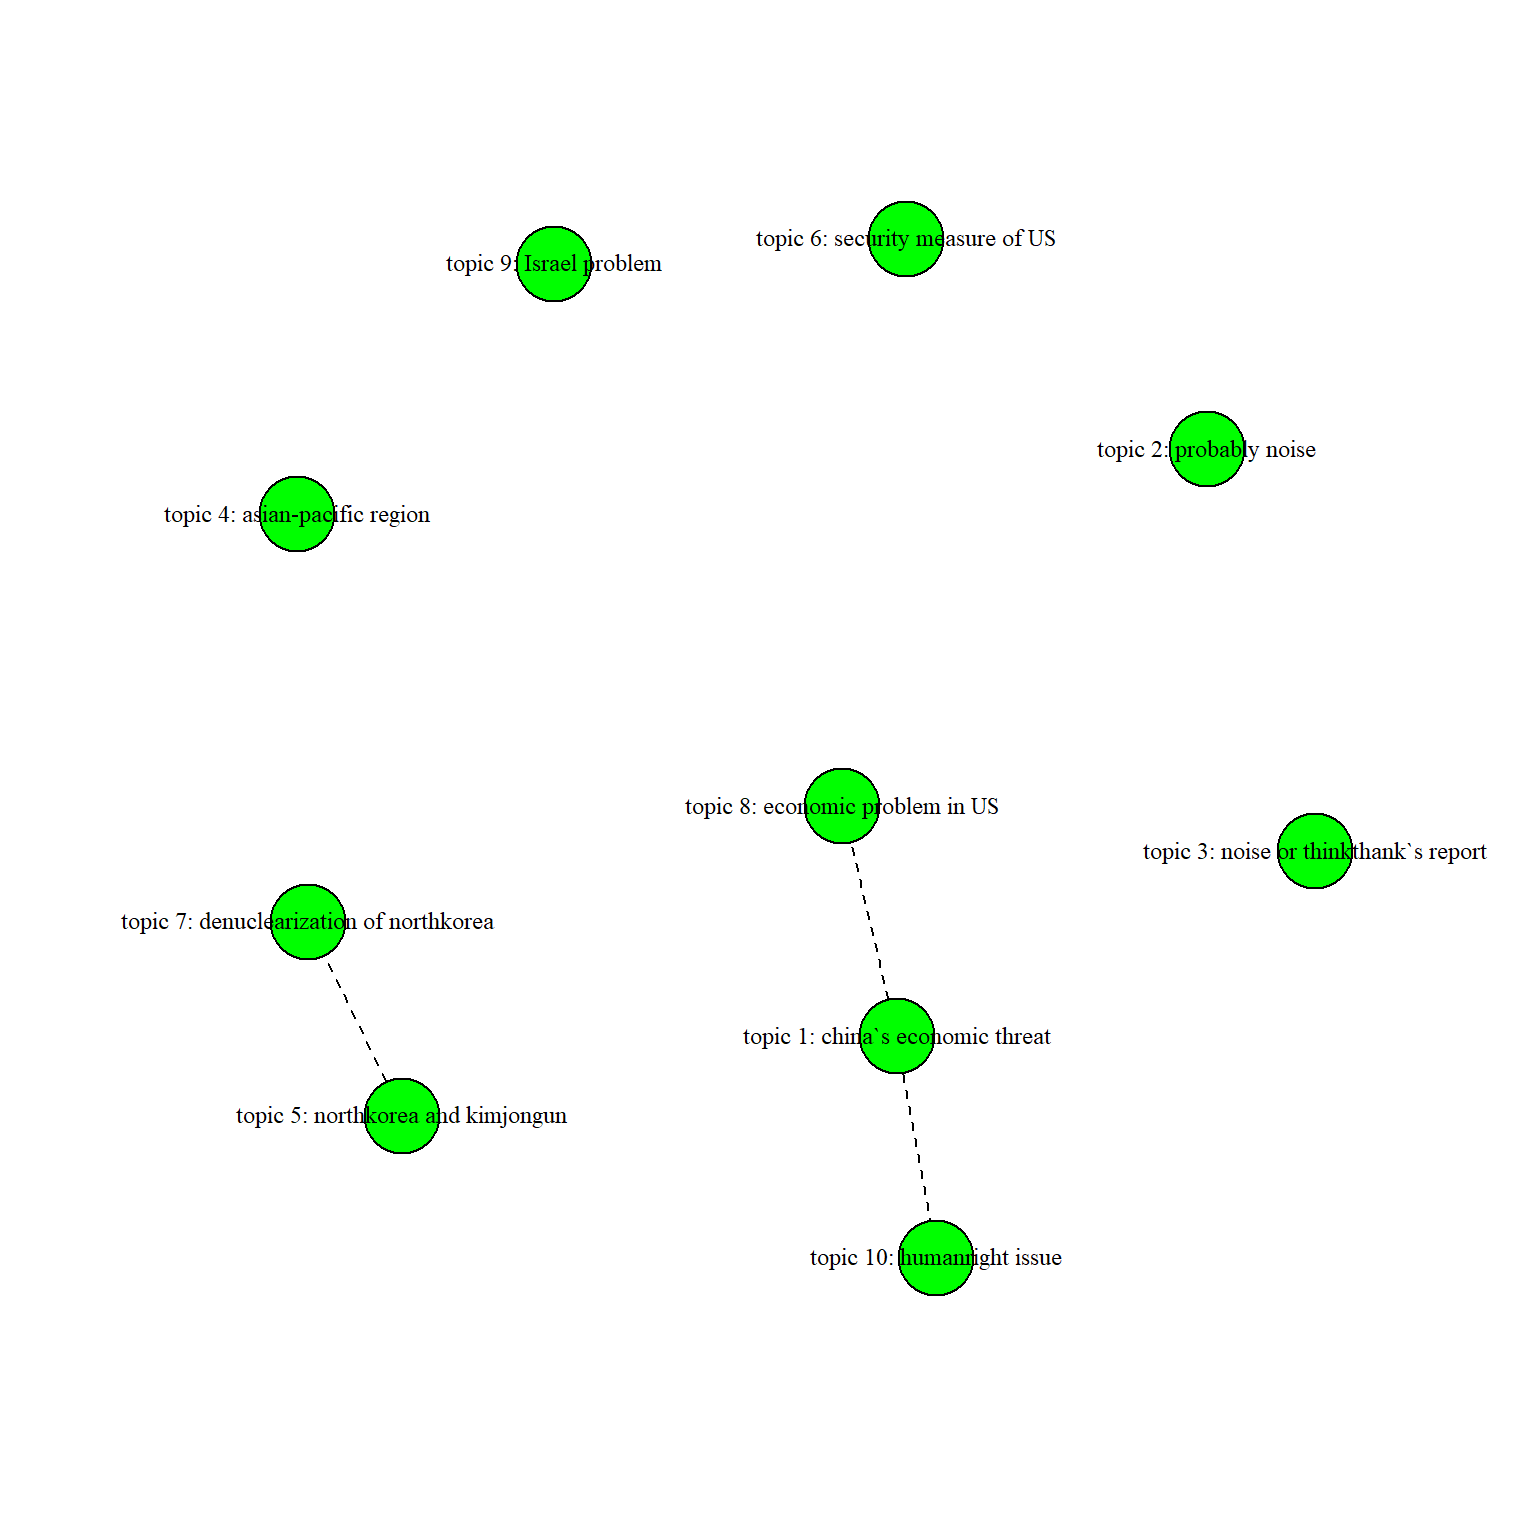 topic 6: security measure of US
topic 9: Israel problem
topic 2: probably noise
topic 4: asian-pacific region
topic 8: economic problem in US
topic 3: noise or thinkthank`s report
topic 7: denuclearization of northkorea
topic 1: china`s economic threat
topic 5: northkorea and kimjongun
topic 10: humanright issue